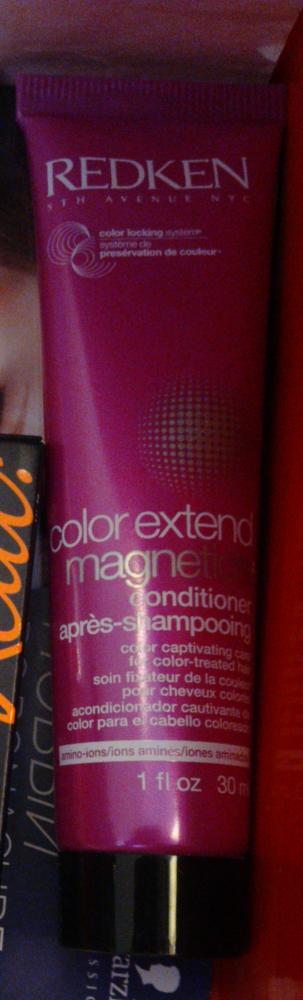 REDKEN
5TH AVENUE NYC
color locking system
système de
preservation de couleur
color extend
magnetics
conditioner
après-shampooing
color captivating care
for color-treated hair
soin fixateur de la couleur
pour cheveux colorés
acondicionador cautivante de
color para el cabello coloreado
amino-ions/ions aminés/iones aminados
1 fl oz 30 ml